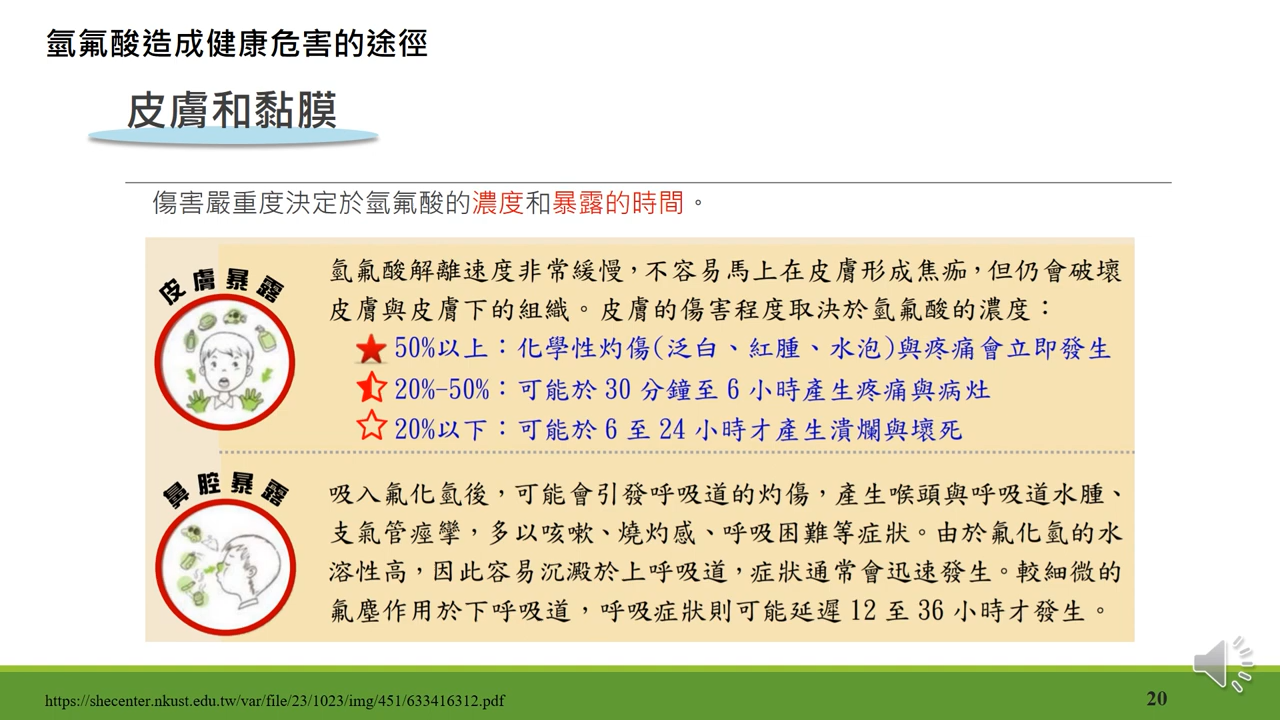 氫氟酸造成健康危害的途徑
皮膚和黏膜
傷害嚴重度決定於氫氟酸的濃度和暴露的時間。
皮膚暴露
氫氟酸解離速度非常緩慢，不容易馬上在皮膚形成焦痂，但仍會破壞
皮膚與皮膚下的組織。皮膚的傷害程度取決於氫氟酸的濃度：
50%以上：化學性灼傷(泛白、紅腫、水泡)與疼痛會立即發生
20%-50%：可能於 30 分鐘至 6 小時產生疼痛與病灶
20%以下：可能於 6 至 24 小時才產生潰爛與壞死
鼻腔暴露
吸入氟化氫後，可能會引發呼吸道的灼傷，產生喉頭與呼吸道水腫、
支氣管痙攣，多以咳嗽、燒灼感、呼吸困難等症狀。由於氟化氫的水
溶性高，因此容易沉澱於上呼吸道，症狀通常會迅速發生。較細微的
氟塵作用於下呼吸道，呼吸症狀則可能延遲 12 至 36 小時才發生。
https://shecenter.nkust.edu.tw/var/file/23/1023/img/451/633416312.pdf
20